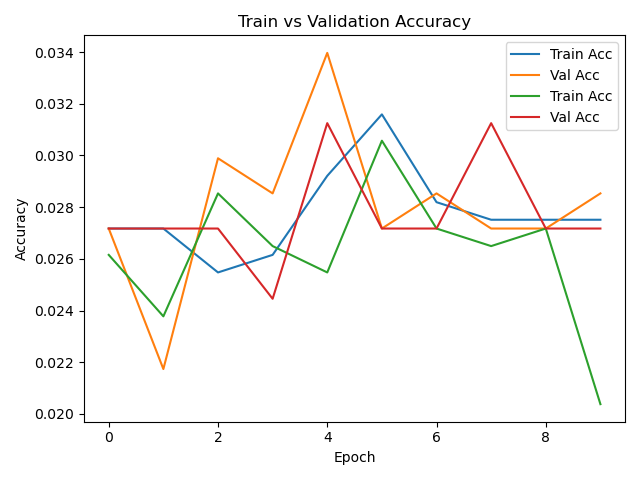 Train vs Validation Accuracy
Train Acc
Val Acc
Train Acc
Val Acc
Accuracy
0.034
0.032
0.030
0.028
0.026
0.024
0.022
0.020
0 2 4 6 8
Epoch